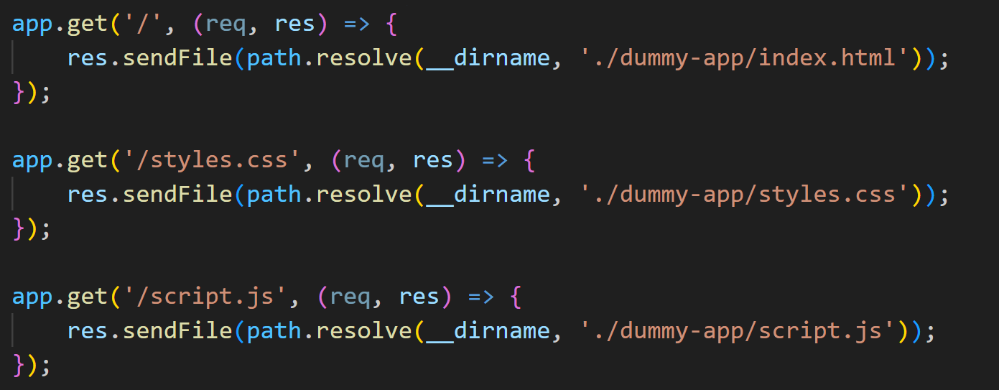 app.get('/', (req, res) => {
    res.sendFile(path.resolve(__dirname, './dummy-app/index.html'));
});

app.get('/styles.css', (req, res) => {
    res.sendFile(path.resolve(__dirname, './dummy-app/styles.css'));
});

app.get('/script.js', (req, res) => {
    res.sendFile(path.resolve(__dirname, './dummy-app/script.js'));
});